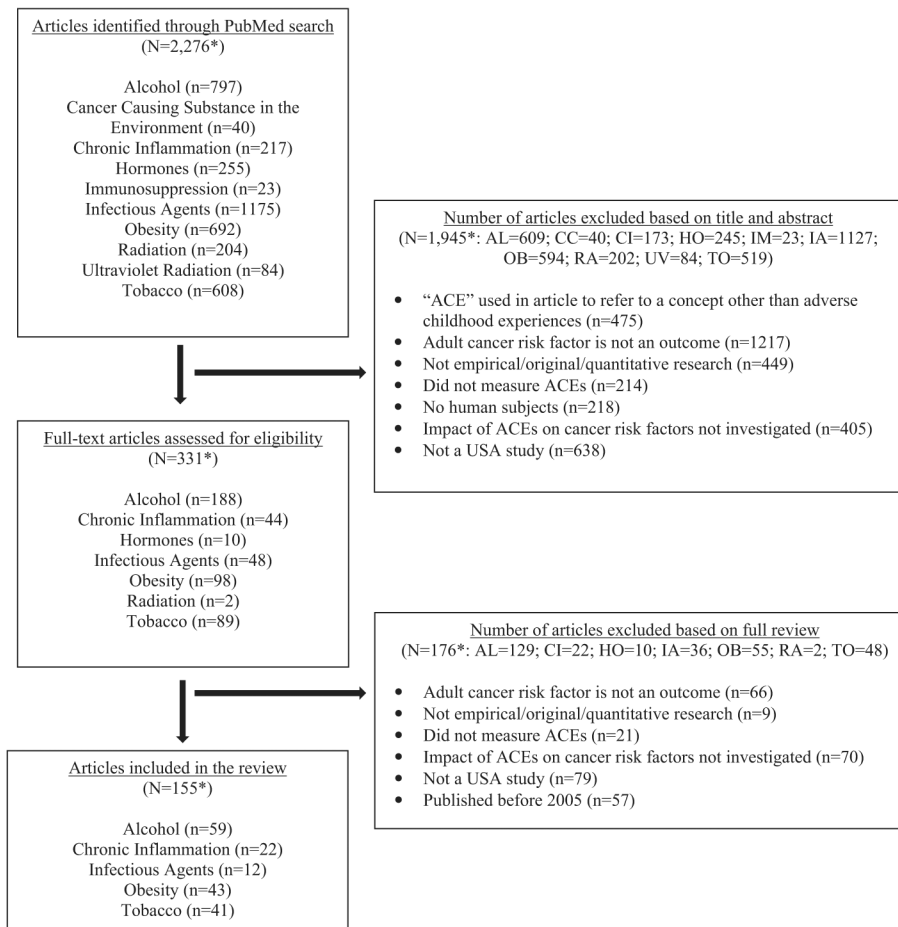 Articles identified through PubMed search
(N=2,276*)
Alcohol (n=797)
Cancer Causing Substance in the
Environment (n=40)
Chronic Inflammation (n=217)
Hormones (n=255)
Immunosuppression (n=23)
Infectious Agents (n=1175)
Obesity (n=692)
Radiation (n=204)
Ultraviolet Radiation (n=84)
Tobacco (n=608)
Number of articles excluded based on title and abstract
(N=1,945*: AL=609; CC=40; CI=173; HO=245; IM=23; IA=1127;
OB=594; RA=202; UV=84; TO=519)
• “ACE” used in article to refer to a concept other than adverse
childhood experiences (n=475)
• Adult cancer risk factor is not an outcome (n=1217)
• Not empirical/original/quantitative research (n=449)
• Did not measure ACEs (n=214)
• No human subjects (n=218)
• Impact of ACEs on cancer risk factors not investigated (n=405)
• Not a USA study (n=638)
Full-text articles assessed for eligibility
(N=331*)
Alcohol (n=188)
Chronic Inflammation (n=44)
Hormones (n=10)
Infectious Agents (n=48)
Obesity (n=98)
Radiation (n=2)
Tobacco (n=89)
Number of articles excluded based on full review
(N=176*: AL=129; CI=22; HO=10; IA=36; OB=55; RA=2; TO=48)
• Adult cancer risk factor is not an outcome (n=66)
• Not empirical/original/quantitative research (n=9)
• Did not measure ACEs (n=21)
• Impact of ACEs on cancer risk factors not investigated (n=70)
• Not a USA study (n=79)
• Published before 2005 (n=57)
Articles included in the review
(N=155*)
Alcohol (n=59)
Chronic Inflammation (n=22)
Infectious Agents (n=12)
Obesity (n=43)
Tobacco (n=41)